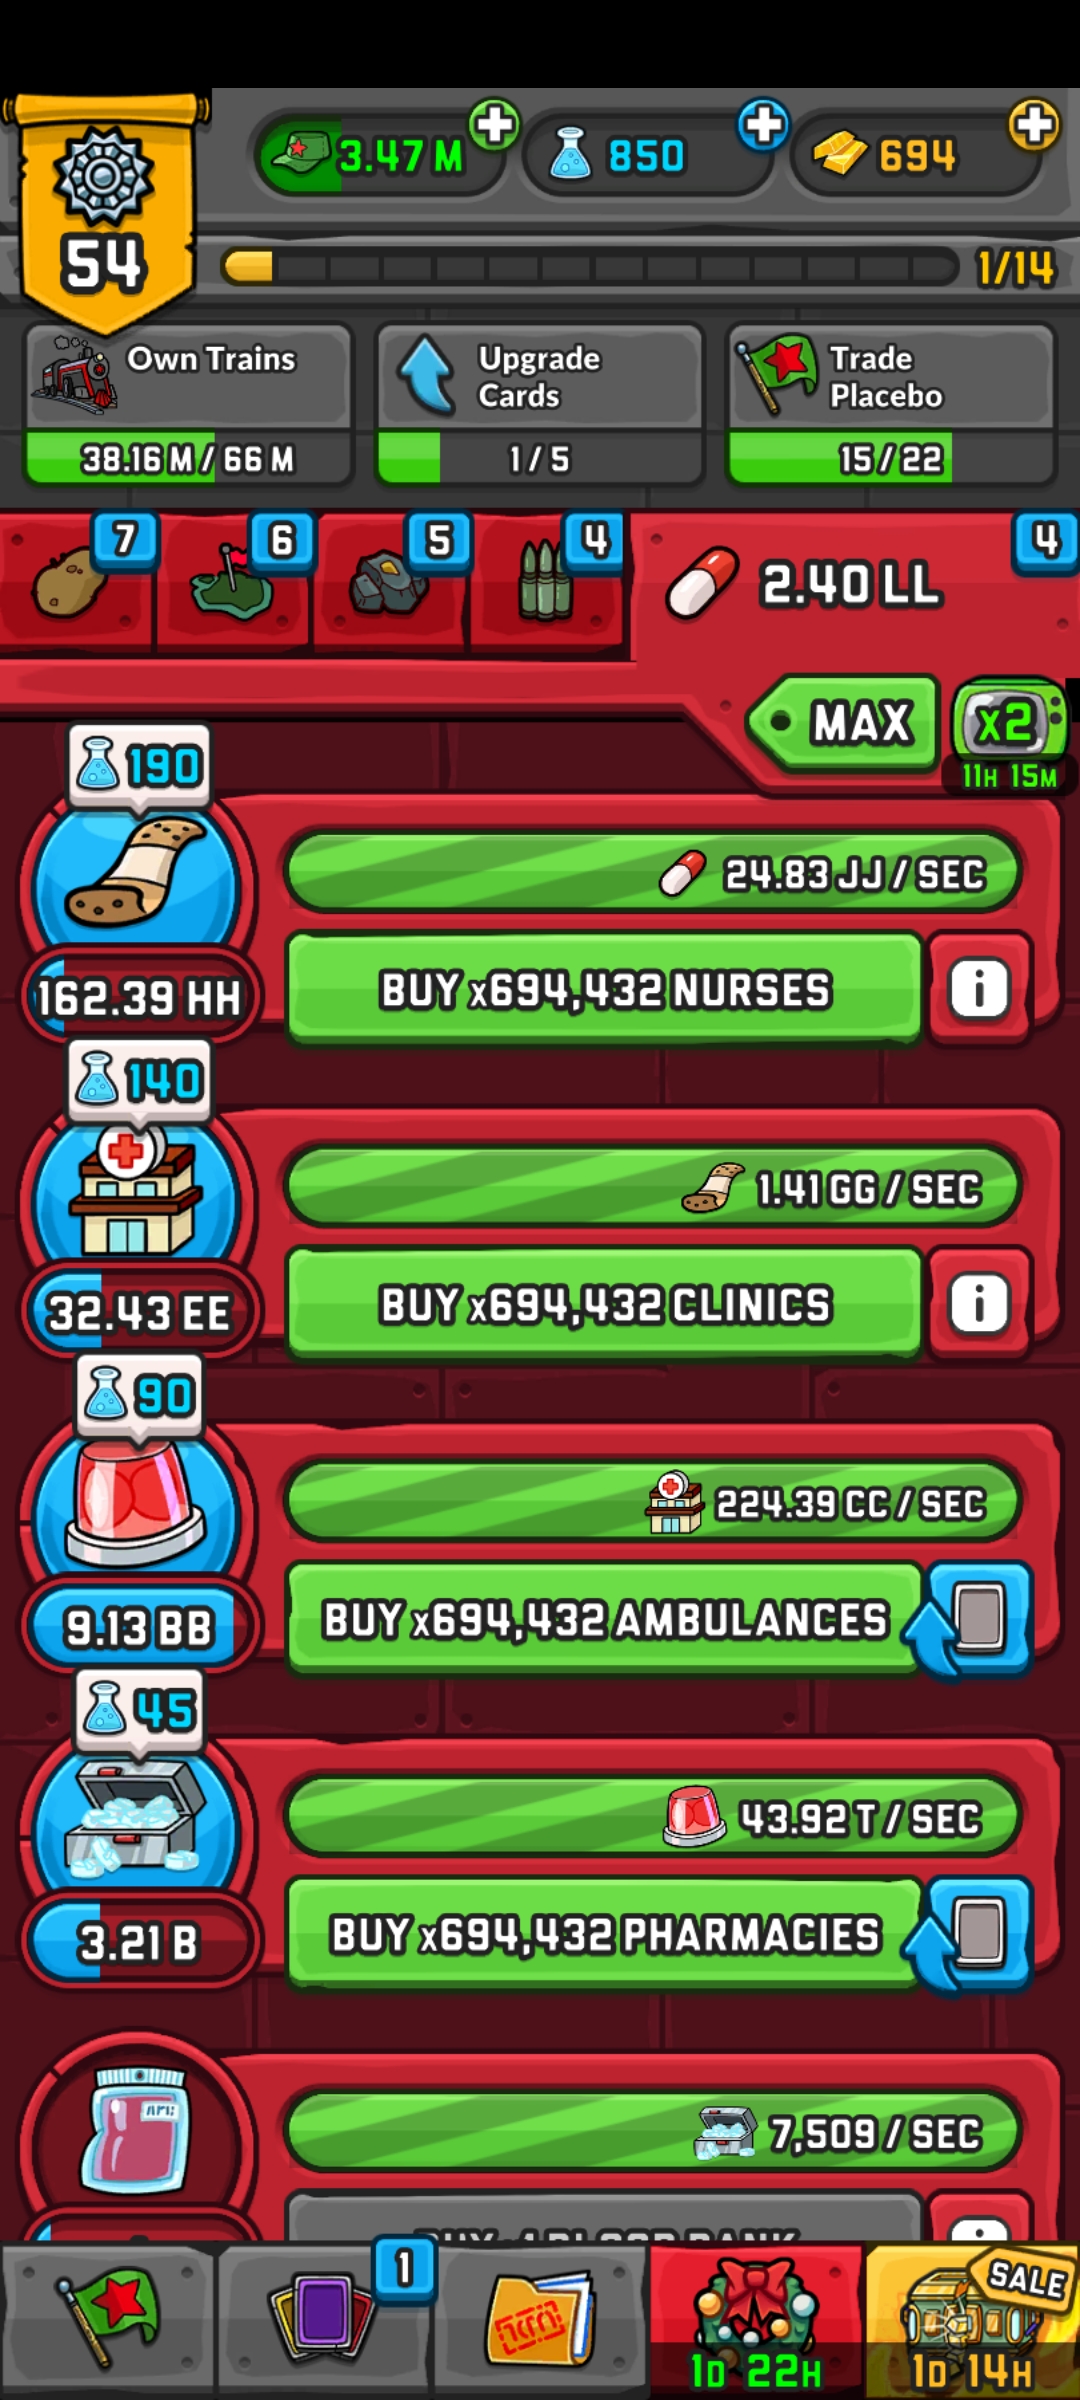 3.47 M
850
694
54
1/14
Own Trains
38.16 M / 66 M
Upgrade
Cards
1 / 5
Trade
Placebo
15 / 22
7
6
5
4
2.40 LL
4
MAX
x2
11H 15M
190
24.83 JJ / SEC
162.39 HH
BUY x694,432 NURSES
i
140
1.41 GG / SEC
32.43 EE
BUY x694,432 CLINICS
i
90
224.39 CC / SEC
9.13 BB
BUY x694,432 AMBULANCES
45
43.92 T / SEC
3.21 B
BUY x694,432 PHARMACIES
7,509 / SEC
BUY x1 BLOOD BANK
1
SALE
1D 22H
1D 14H